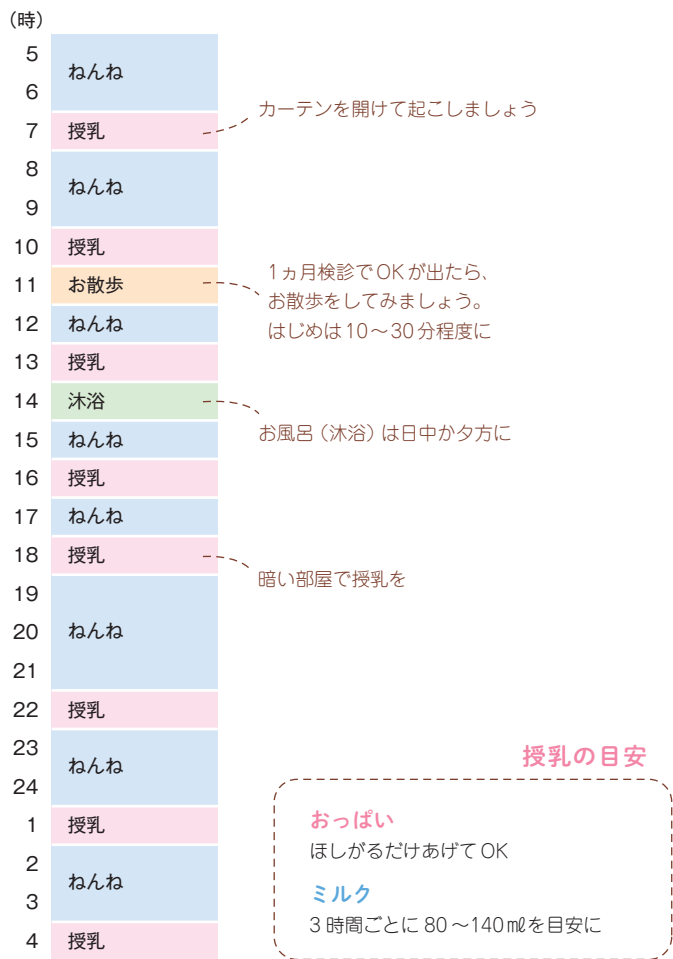 （時）
5
ねんね
6
カーテンを開けて起こしましょう
7 授乳
8
ねんね
9
10 授乳
1ヵ月検診でOKが出たら、
11 お散歩
お散歩をしてみましょう。
12 ねんね
はじめは10〜30分程度に
13 授乳
14 沐浴
お風呂（沐浴）は日中か夕方に
15 ねんね
16 授乳
17 ねんね
18 授乳
暗い部屋で授乳を
19
20 ねんね
21
22 授乳
23
ねんね
24
1 授乳
2
ねんね
3
4 授乳
授乳の目安
おっぱい
ほしがるだけあげてOK
ミルク
3時間ごとに80〜140㎖を目安に